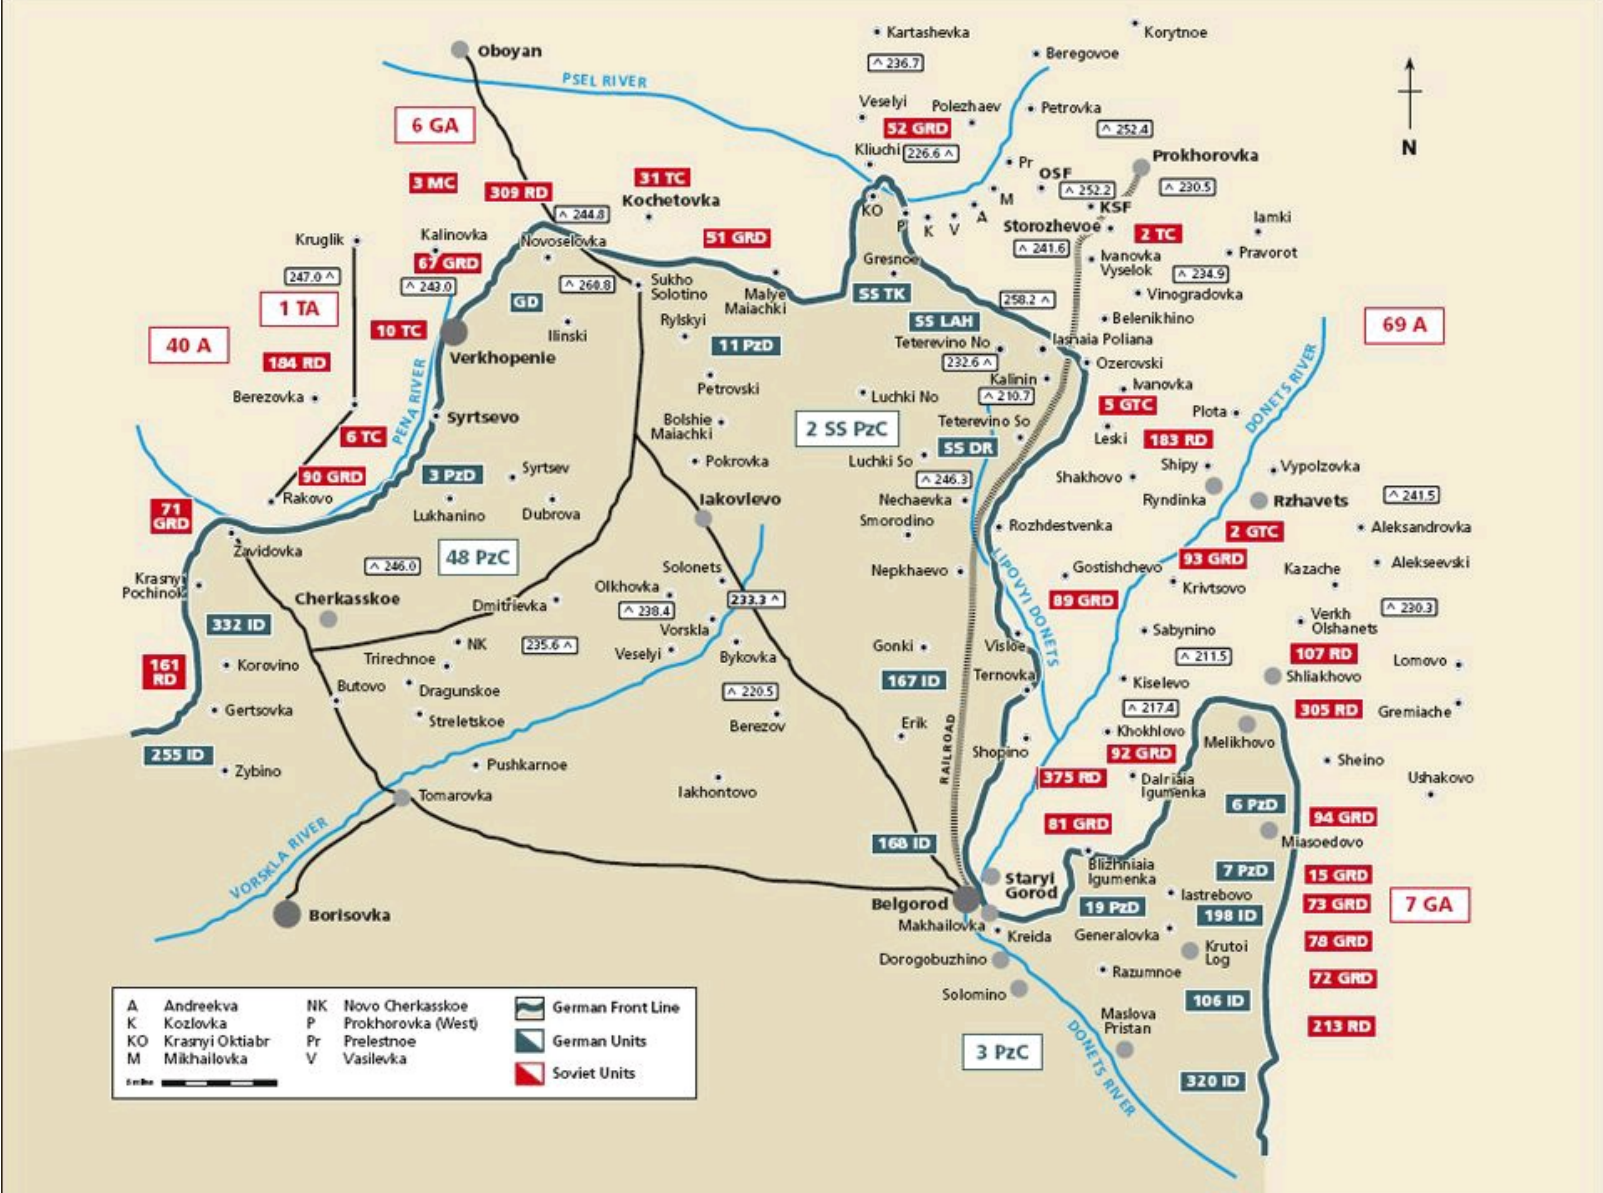 Kartashevka
Korytnoe
^ 236.7
Beregovoe
Oboyan
PSEL RIVER
Veselyi
Polezhaev
Petrovka
6 GA
52 GRD
^ 252.4
N
Kliuchi
226.6 ^
Pr
Prokhorovka
OSF
3 MC
309 RD
31 TC
^ 252.2
^ 230.5
Kochetovka
M
KSF
^ 244.8
KO
P
K
V
A
Storozhevoe
2 TC
Iamki
Kruglik
Kalinovka
Novoselovka
51 GRD
^ 241.6
Ivanovka
Vyselok
Pravorot
67 GRD
Gresnoe
^ 234.9
247.0 ^
^ 243.0
^ 260.8
Sukho
Solotino
Malye
Maiachki
SS TK
258.2 ^
Vinogradovka
1 TA
GD
Rylskyi
SS LAH
Belenikhino
69 A
40 A
10 TC
Ilinski
11 PzD
Teterevino No
Iasnaia Poliana
184 RD
Verkhopenie
232.6 ^
Ozerovski
Berezovka
PENA RIVER
Petrovski
Kalinin
Ivanovka
Luchki No
^ 210.7
5 GTC
Plota
DONETS RIVER
6 TC
Syrtsevo
Bolshie
Maiachki
2 SS PzC
Teterevino So
Leski
183 RD
SS DR
90 GRD
3 PzD
Syrtsev
Pokrovka
Luchki So
Shipy
Vypolzovka
Shakhovo
^ 246.3
Rakovo
Iakovlevo
Nechaevka
Ryndinka
Rzhavets
^ 241.5
71
GRD
Lukhanino
Dubrova
Smorodino
Rozhdestvenka
2 GTC
Aleksandrovka
Zavidovka
48 PzC
93 GRD
Alekseevski
^ 246.0
Solonets
Nepkhaevo
LIPOVYI DONETS
Gostishchevo
Kazache
Krasnyi
Pochinok
Olkhovka
Krivtsovo
Cherkasskoe
Dmitrievka
^ 238.4
233.3 ^
89 GRD
^ 230.3
332 ID
Vorskla
Verkh
Olshanets
Sabynino
NK
235.6 ^
Veselyi
Bykovka
Gonki
Visloe
^ 211.5
107 RD
Lomovo
161
RD
Korovino
Trirechnoe
167 ID
Ternovka
Kiselevo
Shliakhovo
Butovo
Dragunskoe
^ 220.5
^ 217.4
305 RD
Gremiache
Gertsovka
Streletskoe
Berezov
Erik
Khokhlovo
Melikhovo
255 ID
RAILROAD
Shopino
92 GRD
Sheino
Zybino
Pushkarnoe
375 RD
Dalniaia
Igumenka
Ushakovo
Tomarovka
Iakhontovo
6 PzD
94 GRD
VORSKLA RIVER
81 GRD
168 ID
Miasoedovo
Blizhniaia
Igumenka
7 PzD
15 GRD
Staryi
Gorod
Iastrebovo
Belgorod
19 PzD
198 ID
73 GRD
7 GA
Borisovka
Makhailovka
Kreida
Generalovka
78 GRD
Dorogobuzhino
Krutoi
Log
Razumnoe
72 GRD
Solomino
106 ID
Maslova
Pristan
213 RD
3 PzC
DONETS RIVER
320 ID
A Andreekva
K Kozlovka
KO Krasnyi Oktiabr
M Mikhailovka
NK Novo Cherkasskoe
P Prokhorovka (West)
Pr Prelestnoe
V Vasilevka
German Front Line
German Units
Soviet Units
5 miles